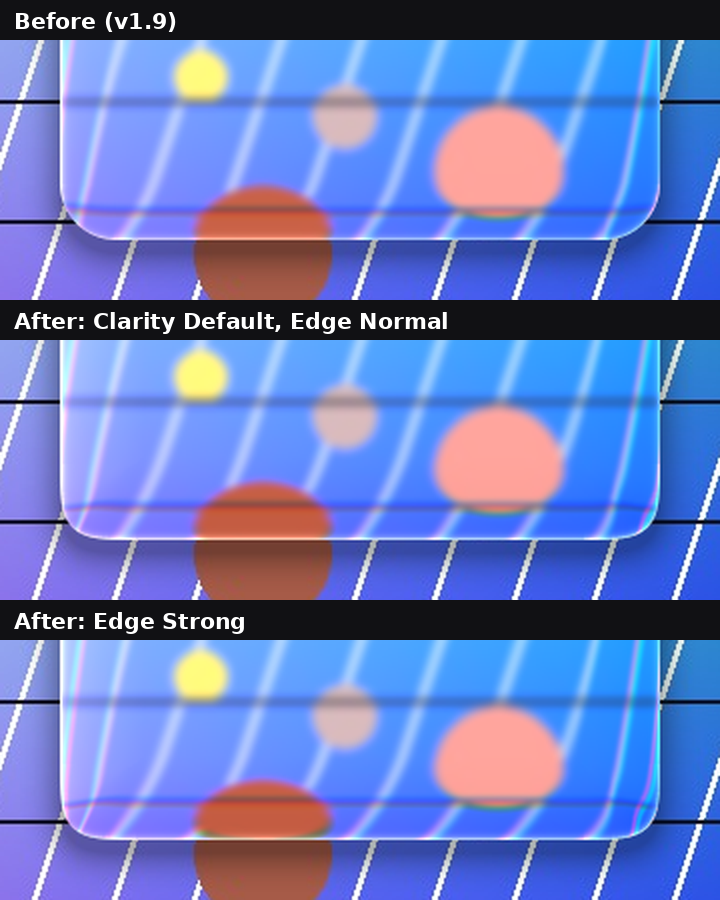 Before (v1.9)
After: Clarity Default, Edge Normal
After: Edge Strong